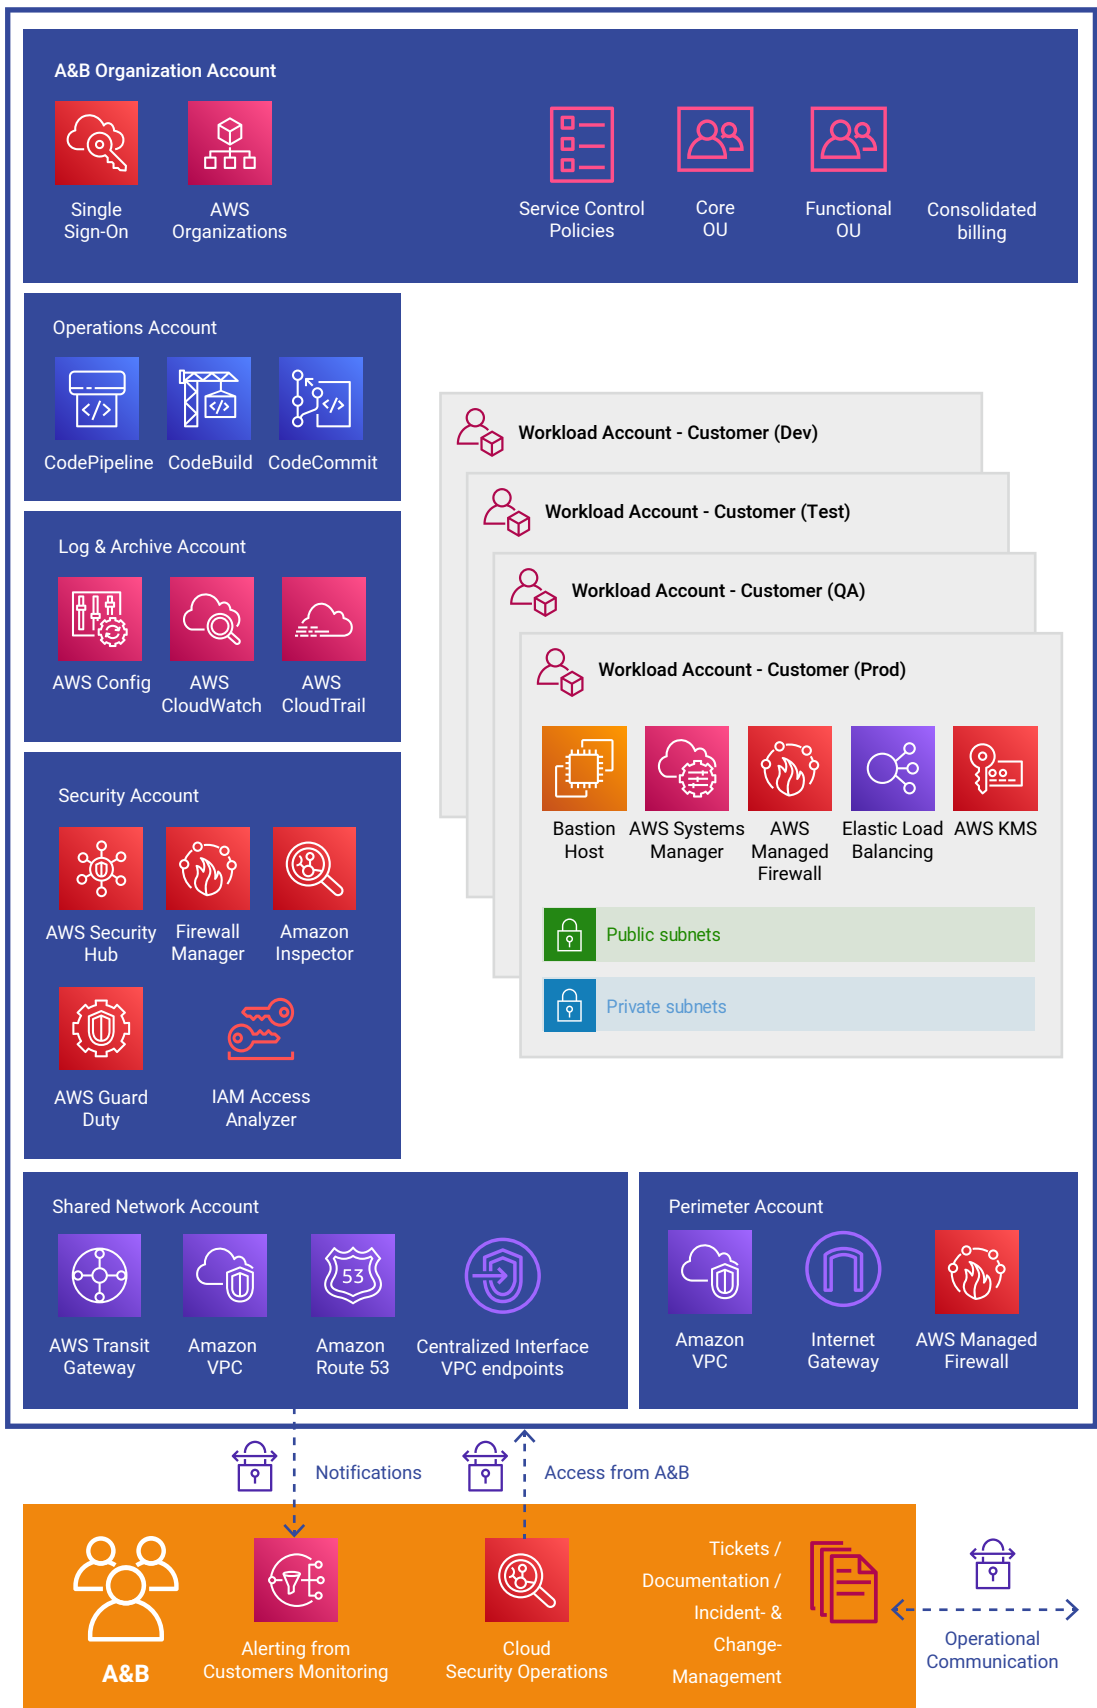 A&B Organization Account
Single
Sign-On
AWS
Organizations
Service Control
Policies
Core
OU
Functional
OU
Consolidated
billing
Operations Account
CodePipeline
CodeBuild
CodeCommit
Workload Account - Customer (Dev)
Workload Account - Customer (Test)
Workload Account - Customer (QA)
Workload Account - Customer (Prod)
Bastion
Host
AWS Systems
Manager
AWS
Managed
Firewall
Elastic Load
Balancing
AWS KMS
Public subnets
Private subnets
Log & Archive Account
AWS Config
AWS
CloudWatch
AWS
CloudTrail
Security Account
AWS Security
Hub
Firewall
Manager
Amazon
Inspector
AWS Guard
Duty
IAM Access
Analyzer
Shared Network Account
AWS Transit
Gateway
Amazon
VPC
53
Amazon
Route 53
Centralized Interface
VPC endpoints
Perimeter Account
Amazon
VPC
Internet
Gateway
AWS Managed
Firewall
Notifications
Access from A&B
A&B
Alerting from
Customers Monitoring
Cloud
Security Operations
Tickets /
Documentation /
Incident- &
Change-
Management
Operational
Communication